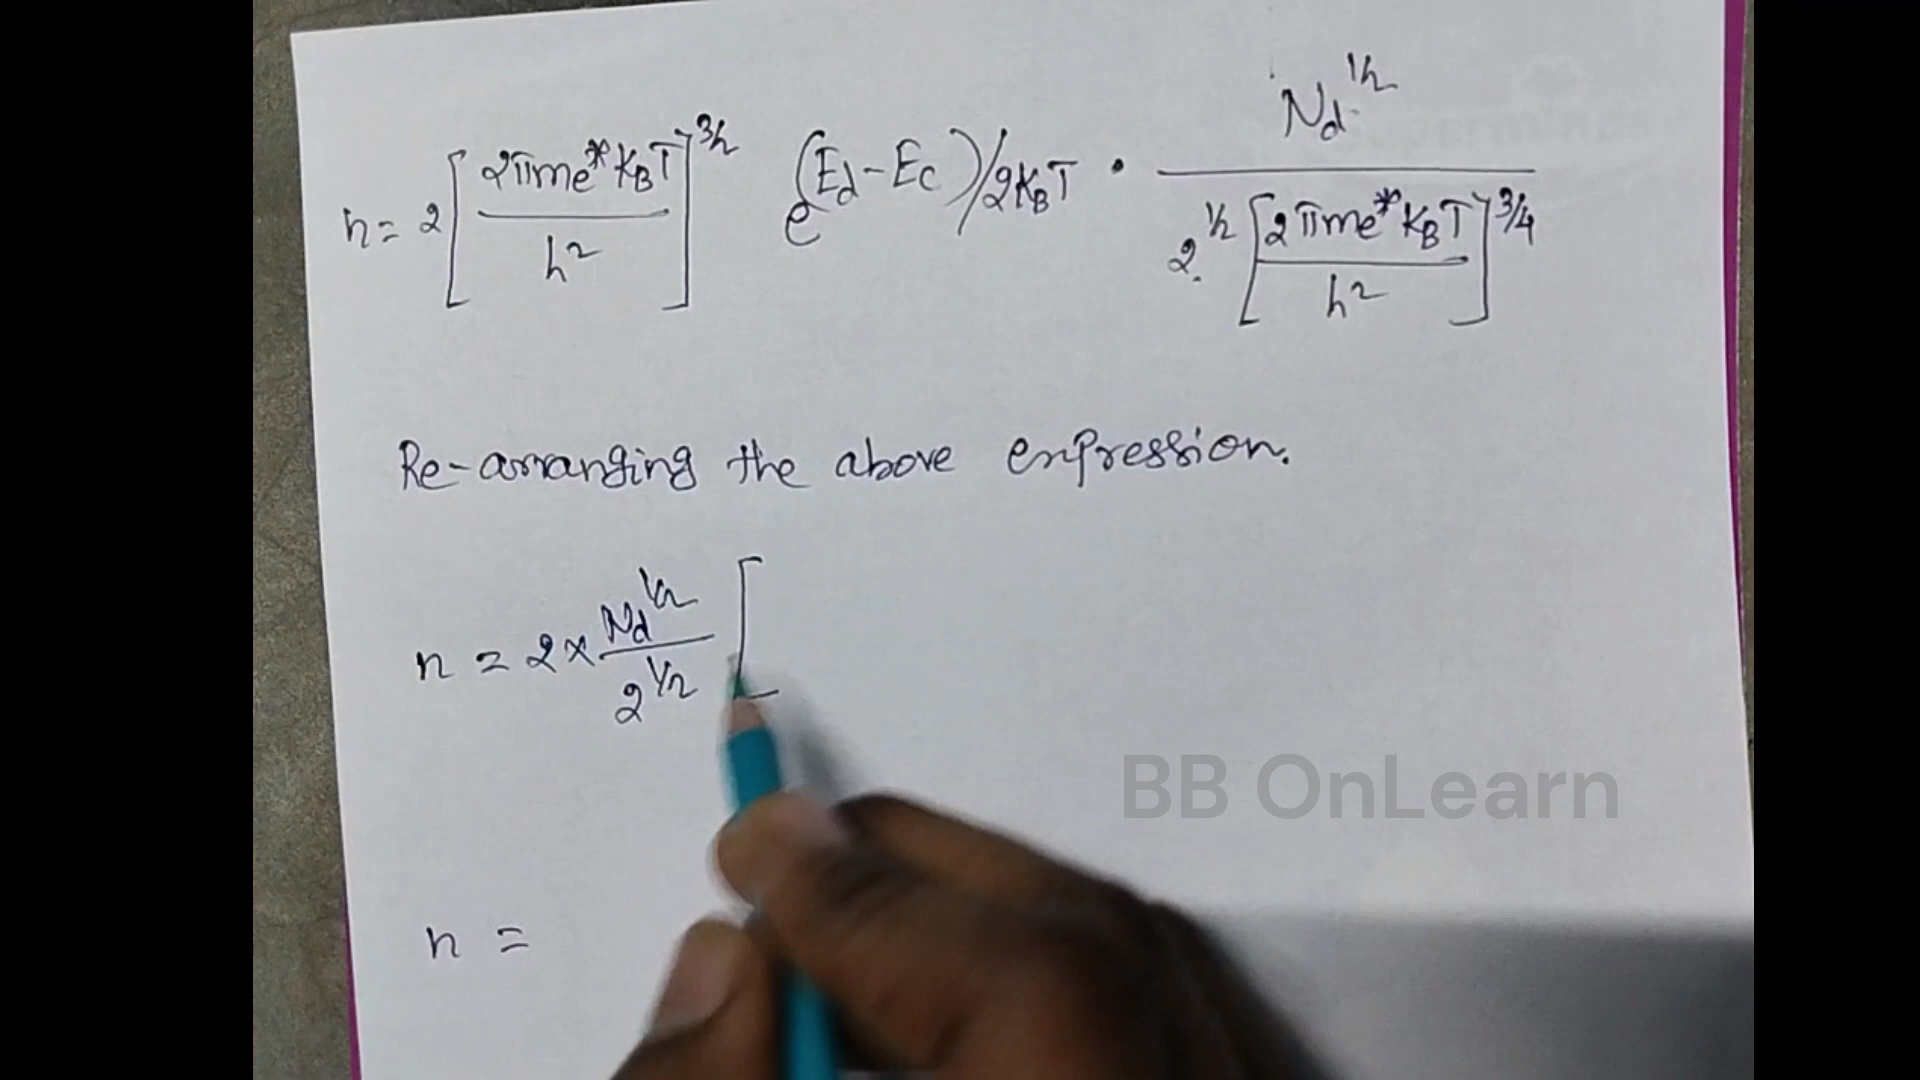 n = 2 [2πme*KBT / h²]^3/2 e^(Ed-Ec)/2KBT · Nd^1/2 / 2^1/2 [2πme*KBT / h²]^3/4
Re-arranging the above expression.
n = 2 × Nd^1/2 / 2^1/2 [
BB OnLearn
n =